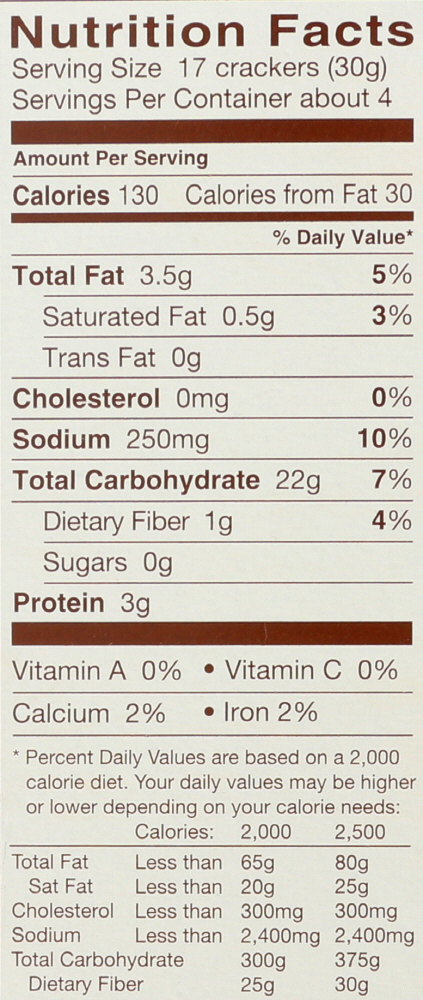 Nutrition Facts
Serving Size 17 crackers (30g)
Servings Per Container about 4
Amount Per Serving
Calories 130 Calories from Fat 30
% Daily Value*
Total Fat 3.5g 5%
Saturated Fat 0.5g 3%
Trans Fat 0g
Cholesterol 0mg 0%
Sodium 250mg 10%
Total Carbohydrate 22g 7%
Dietary Fiber 1g 4%
Sugars 0g
Protein 3g
Vitamin A 0% • Vitamin C 0%
Calcium 2% • Iron 2%
* Percent Daily Values are based on a 2,000
calorie diet. Your daily values may be higher
or lower depending on your calorie needs:
Calories: 2,000 2,500
Total Fat Less than 65g 80g
Sat Fat Less than 20g 25g
Cholesterol Less than 300mg 300mg
Sodium Less than 2,400mg 2,400mg
Total Carbohydrate 300g 375g
Dietary Fiber 25g 30g